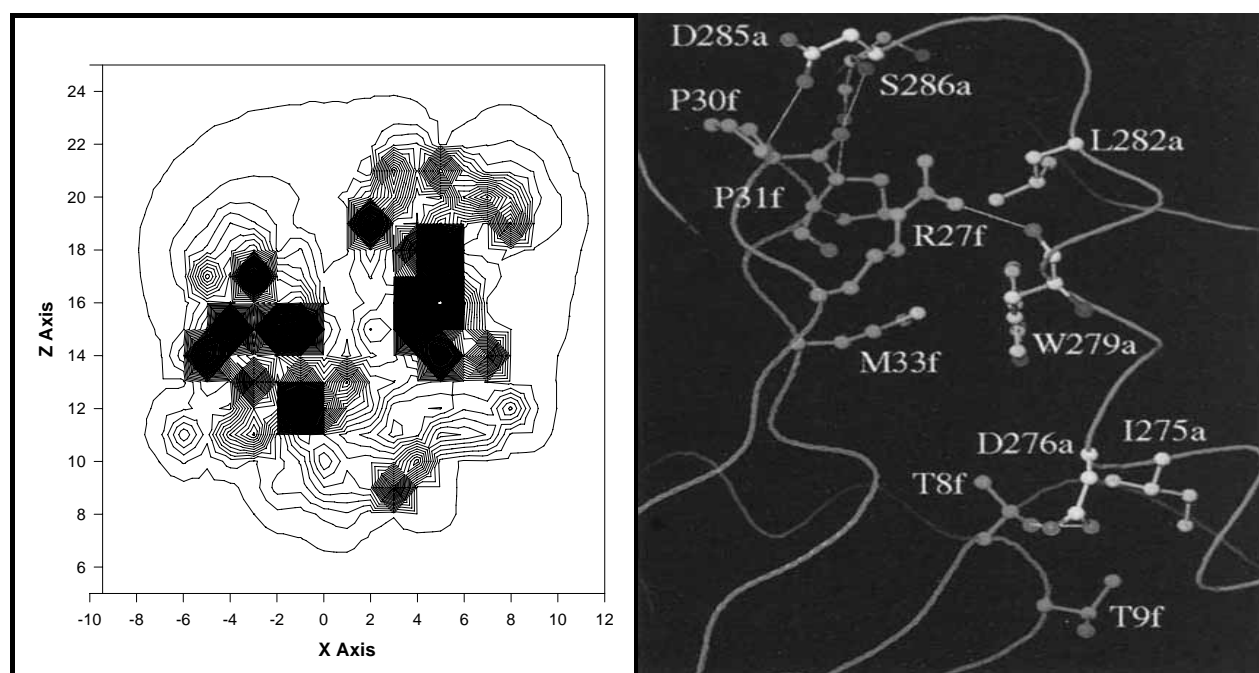 24
22
20
18
16
14
12
10
8
6
Z Axis
-10 -8 -6 -4 -2 0 2 4 6 8 10 12
X Axis
D285a
S286a
P30f
L282a
P31f
R27f
W279a
M33f
D276a I275a
T8f
T9f